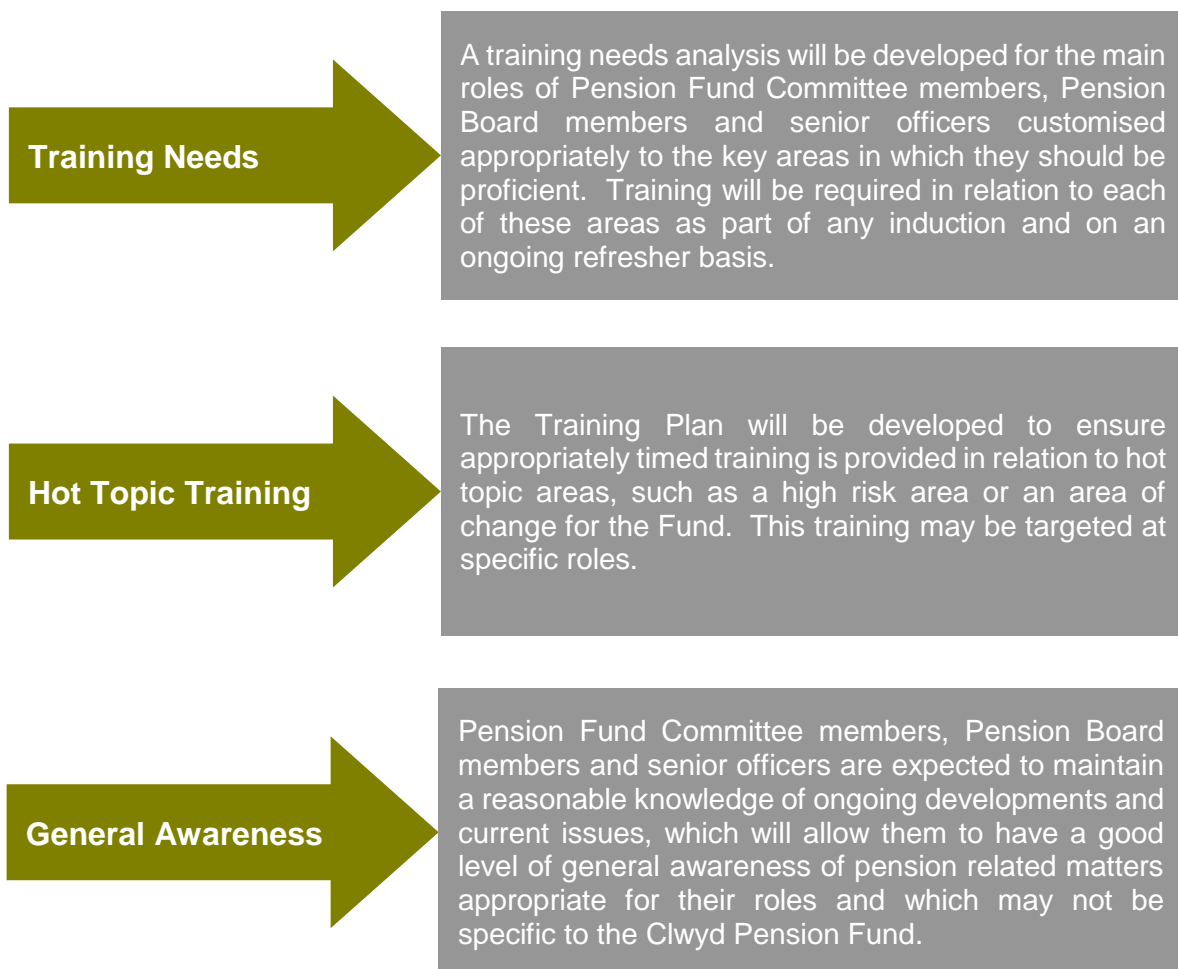 Training Needs
A training needs analysis will be developed for the main
roles of Pension Fund Committee members, Pension
Board members and senior officers customised
appropriately to the key areas in which they should be
proficient. Training will be required in relation to each
of these areas as part of any induction and on an
ongoing refresher basis.
Hot Topic Training
The Training Plan will be developed to ensure
appropriately timed training is provided in relation to hot
topic areas, such as a high risk area or an area of
change for the Fund. This training may be targeted at
specific roles.
General Awareness
Pension Fund Committee members, Pension Board
members and senior officers are expected to maintain
a reasonable knowledge of ongoing developments and
current issues, which will allow them to have a good
level of general awareness of pension related matters
appropriate for their roles and which may not be
specific to the Clwyd Pension Fund.